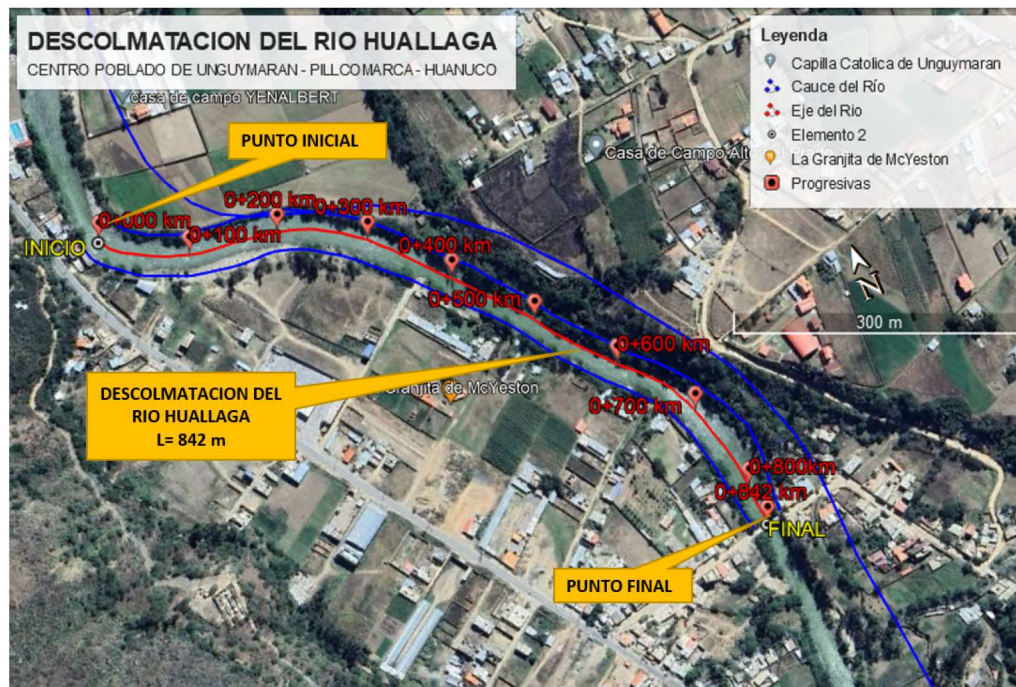 DESCOLMATACION DEL RIO HUALLAGA
CENTRO POBLADO DE UNGUYMARAN - PILLCOMARCA - HUANUCO
Leyenda
Capilla Catolica de Unguymaran
Cauce del Río
Eje del Rio
Elemento 2
La Granjita de McYeston
Progresivas
casa de campo YENALBERT
PUNTO INICIAL
Casa de Campo
0+000 km
0+100 km
0+200 km
0+300 km
INICIO
0+400 km
0+500 km
N
300 m
0+600 km
DESCOLMATACION DEL
RIO HUALLAGA
L= 842 m
Granjita de McYeston
0+700 km
0+800km
0+842 km
FINAL
PUNTO FINAL